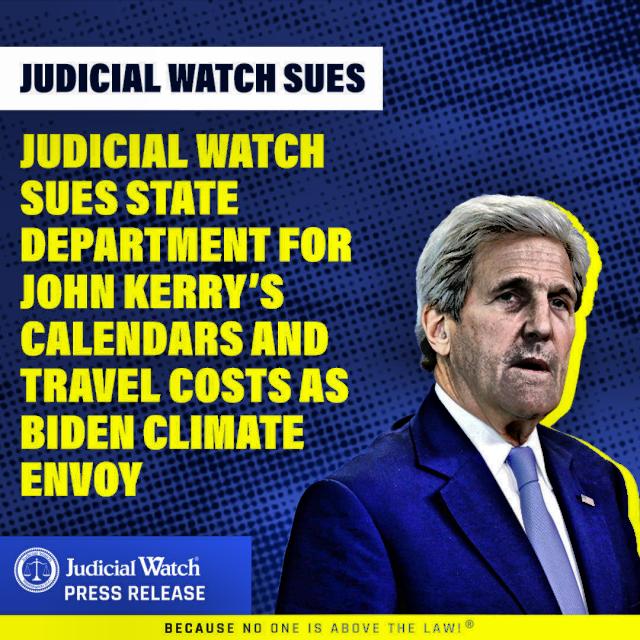 JUDICIAL WATCH SUES
JUDICIAL WATCH
SUES STATE
DEPARTMENT FOR
JOHN KERRY'S
CALENDARS AND
TRAVEL COSTS AS
BIDEN CLIMATE
ENVOY
Judicial Watch®
PRESS RELEASE
BECAUSE NO ONE IS ABOVE THE LAW!®